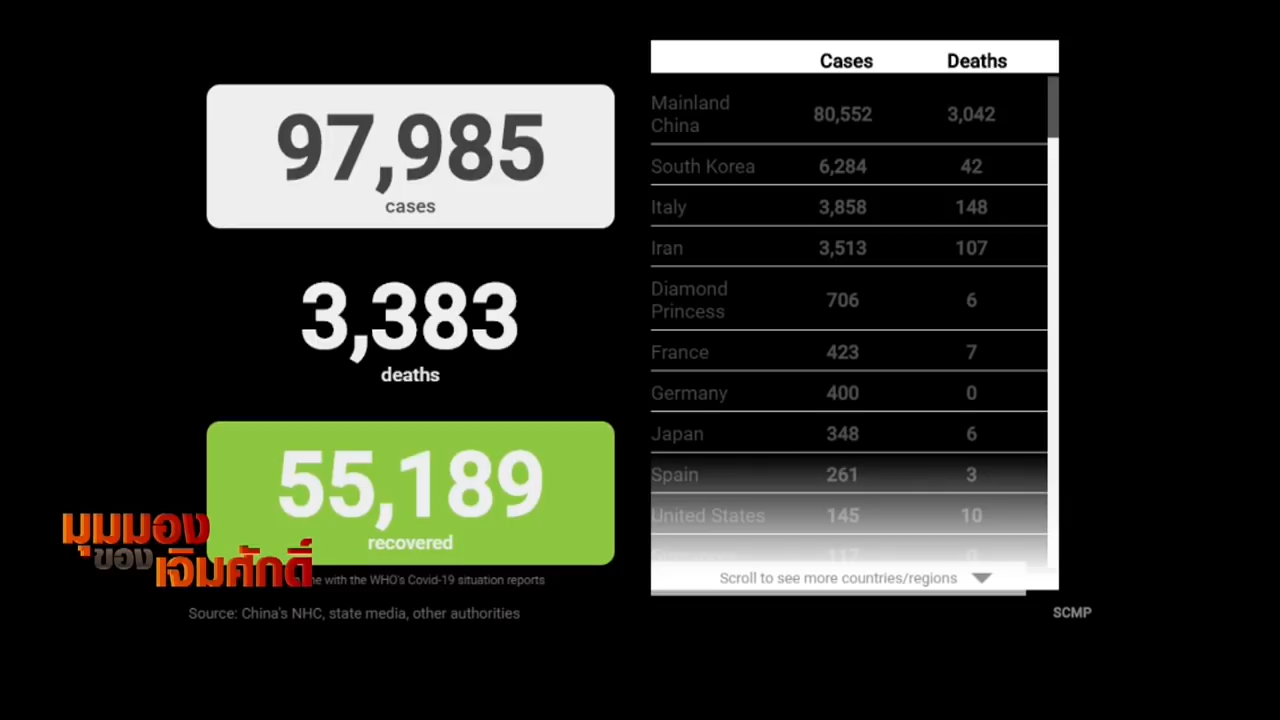 97,985
cases
3,383
deaths
55,189
recovered
มุมมอง
ของ
เจิมศักดิ์
with the WHO's Covid-19 situation reports
Source: China's NHC, state media, other authorities
Cases Deaths
Mainland China 80,552 3,042
South Korea 6,284 42
Italy 3,858 148
Iran 3,513 107
Diamond Princess 706 6
France 423 7
Germany 400 0
Japan 348 6
Spain 261 3
United States 145 10
117 0
Scroll to see more countries/regions
SCMP